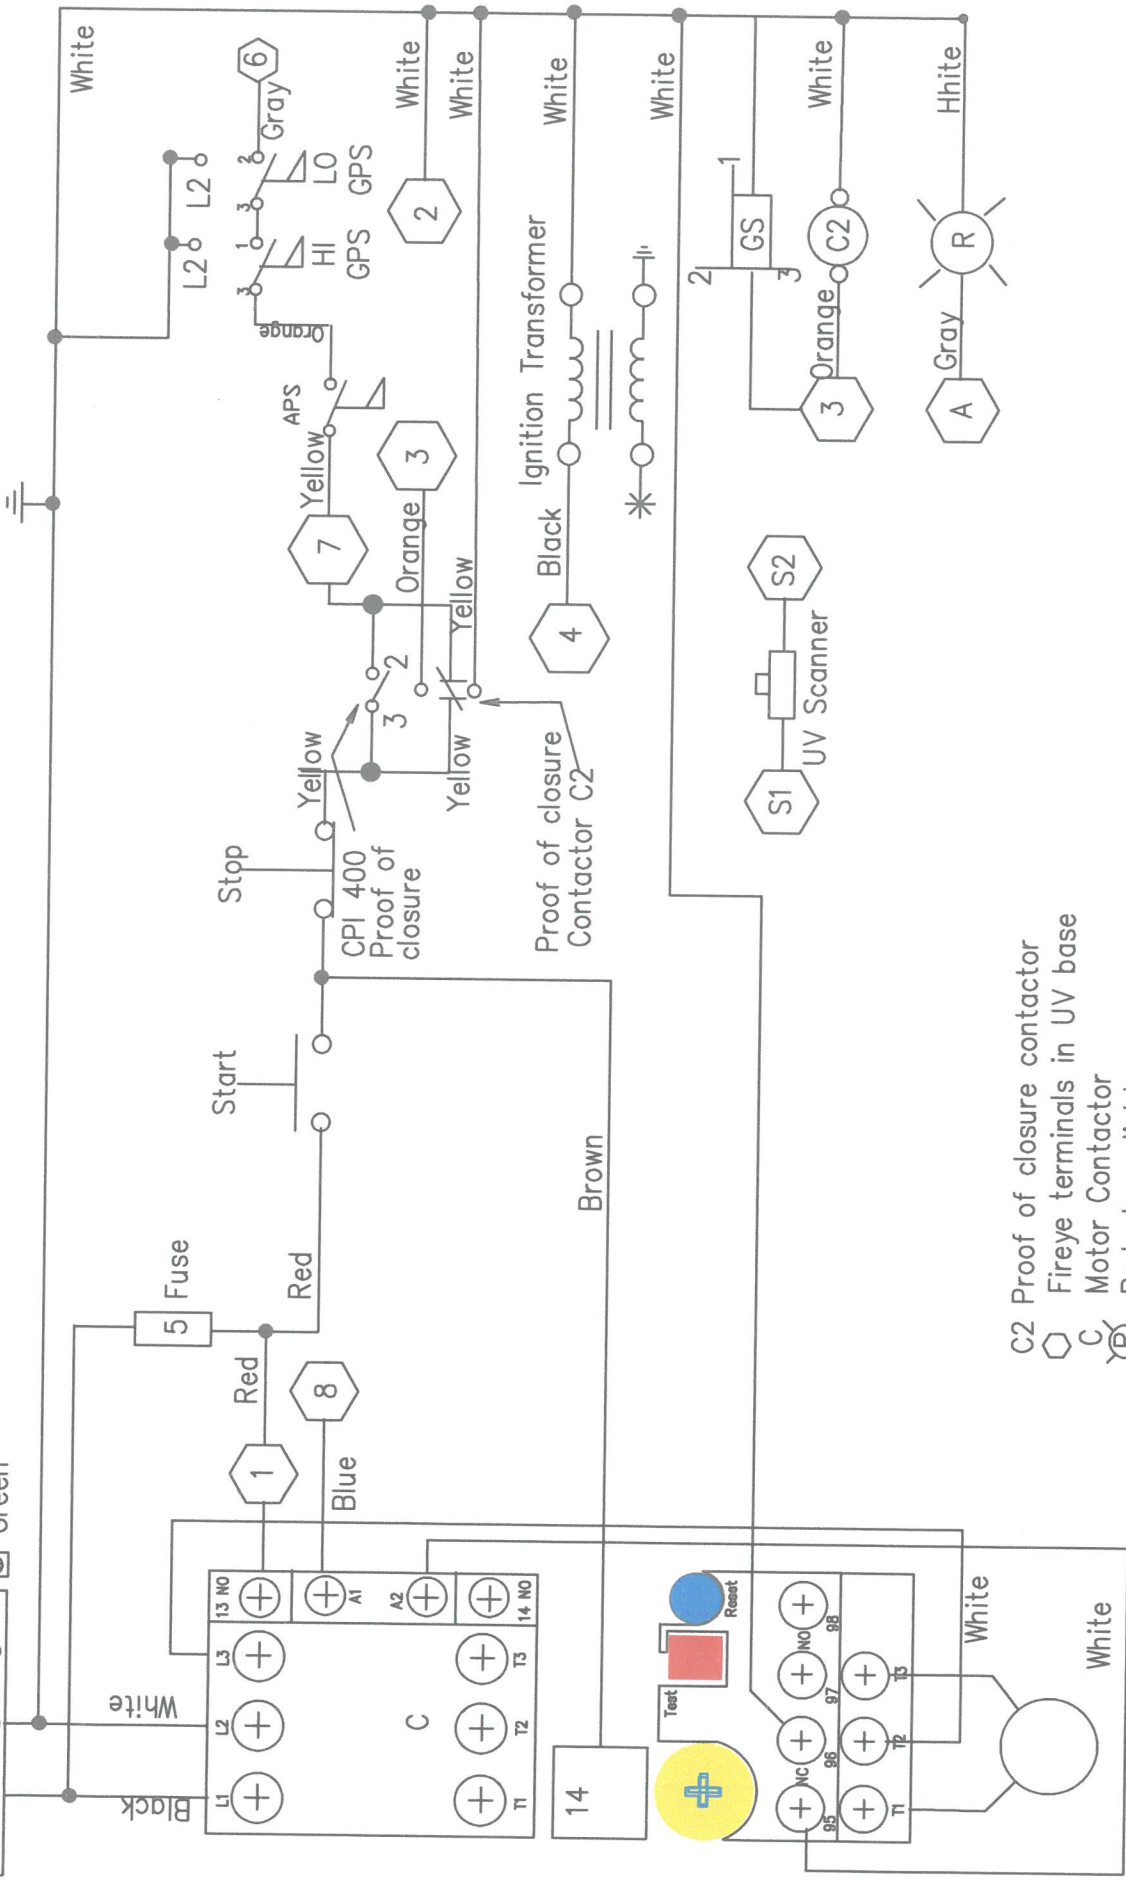 Green
White
Black
White
L2
L2
6
Gray
2
3
LO
GPS
1
3
HI
GPS
Orange
APS
Yellow
7
3
Orange
2
White
White
White
White
White
Hhite
Yellow
Yellow
Yellow
2
3
Stop
CPI 400
Proof of
closure
Proof of closure
Contactor C2
Start
Red
Fuse
5
Red
1
8
Blue
Brown
Ignition Transformer
Black
4
GS
1
2
3
Orange
C2
3
R
Gray
A
S1
UV Scanner
S2
L1
L2
L3
13 NO
A1
A2
14 NO
T1
T2
T3
C
14
Test
Reset
NC
NO
95
96
97
98
T1
T2
T3
White
White
C2 Proof of closure contactor
Fireye terminals in UV base
C Motor Contactor
R